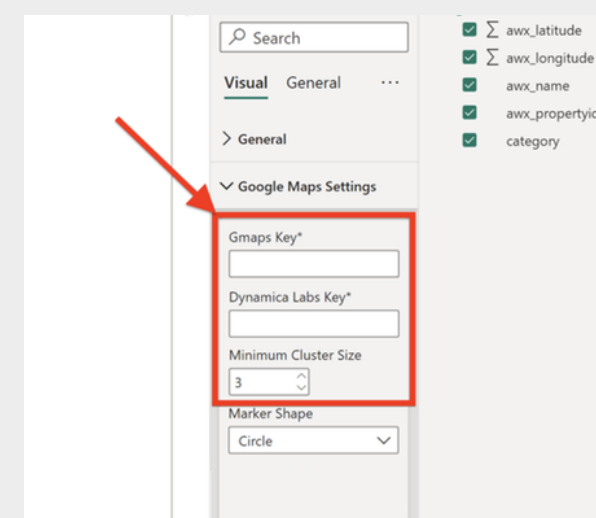 Search
Visual General ...
General
Google Maps Settings
Gmaps Key*
Dynamica Labs Key*
Minimum Cluster Size
3
Marker Shape
Circle
Σ awx_latitude
Σ awx_longitude
awx_name
awx_propertyid
category